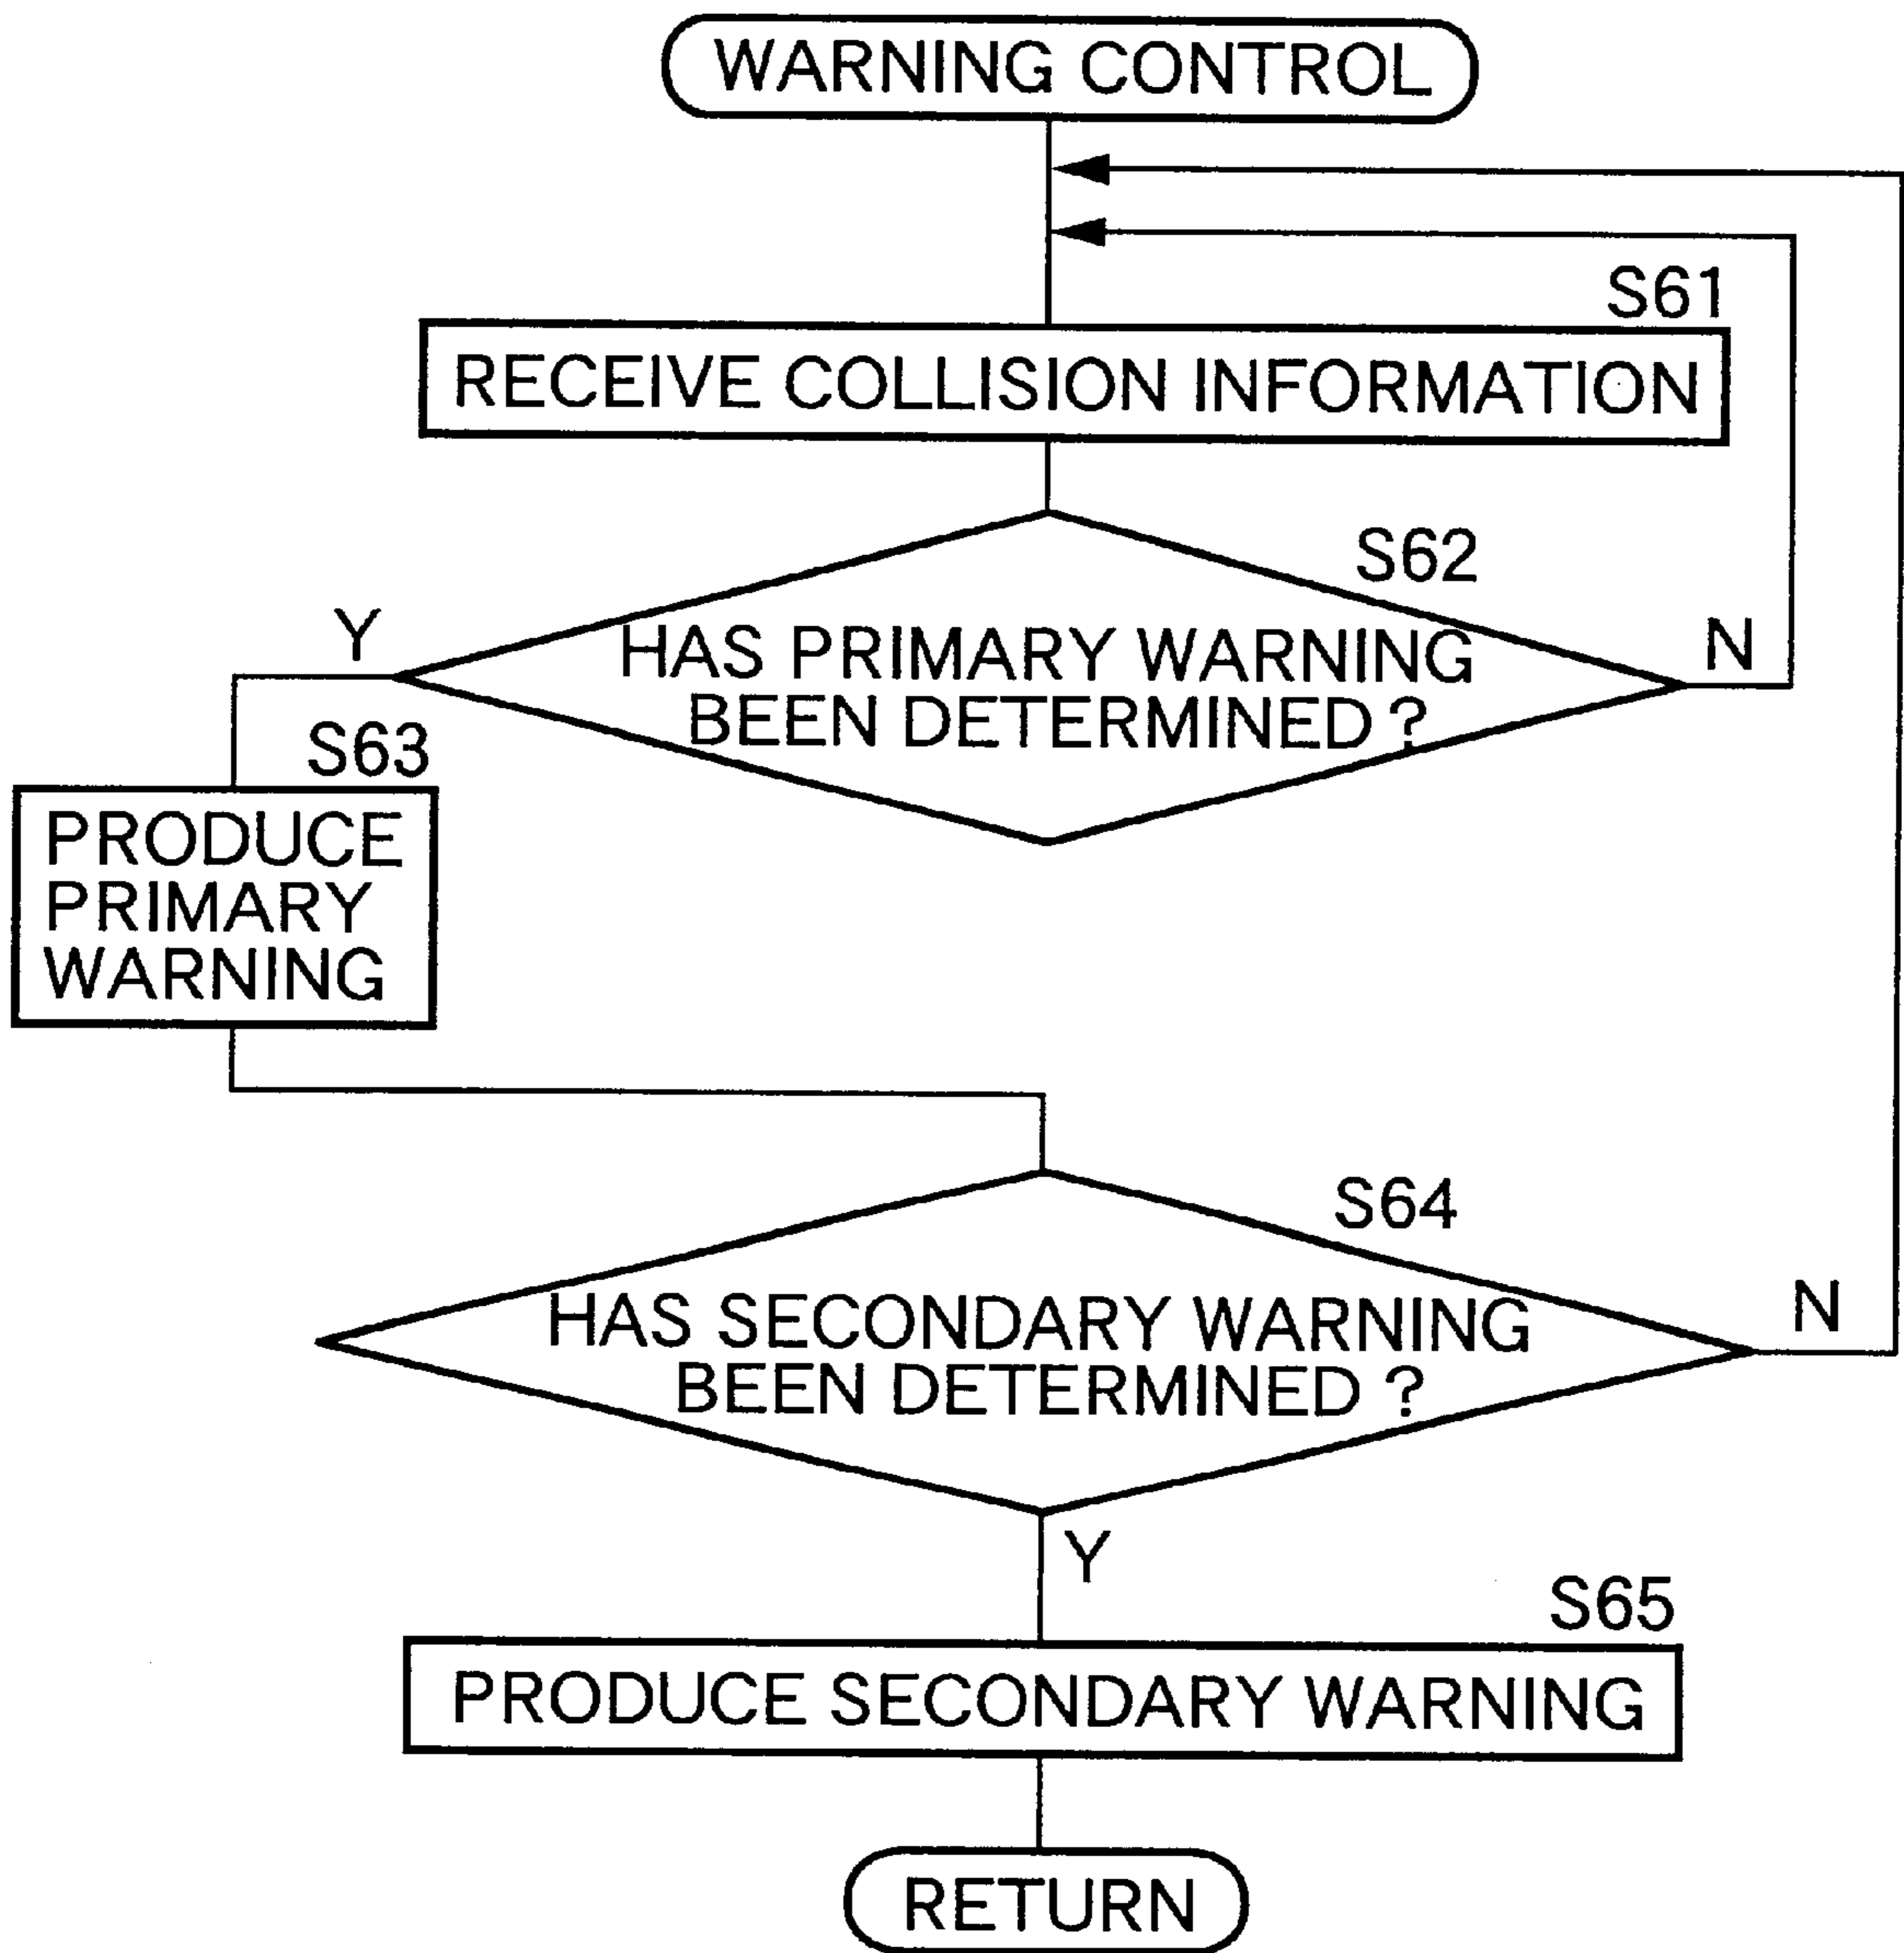 WARNING CONTROL
S61
RECEIVE COLLISION INFORMATION
S62
Y
N
HAS PRIMARY WARNING
BEEN DETERMINED ?
S63
PRODUCE
PRIMARY
WARNING
S64
N
HAS SECONDARY WARNING
BEEN DETERMINED ?
Y
S65
PRODUCE SECONDARY WARNING
RETURN